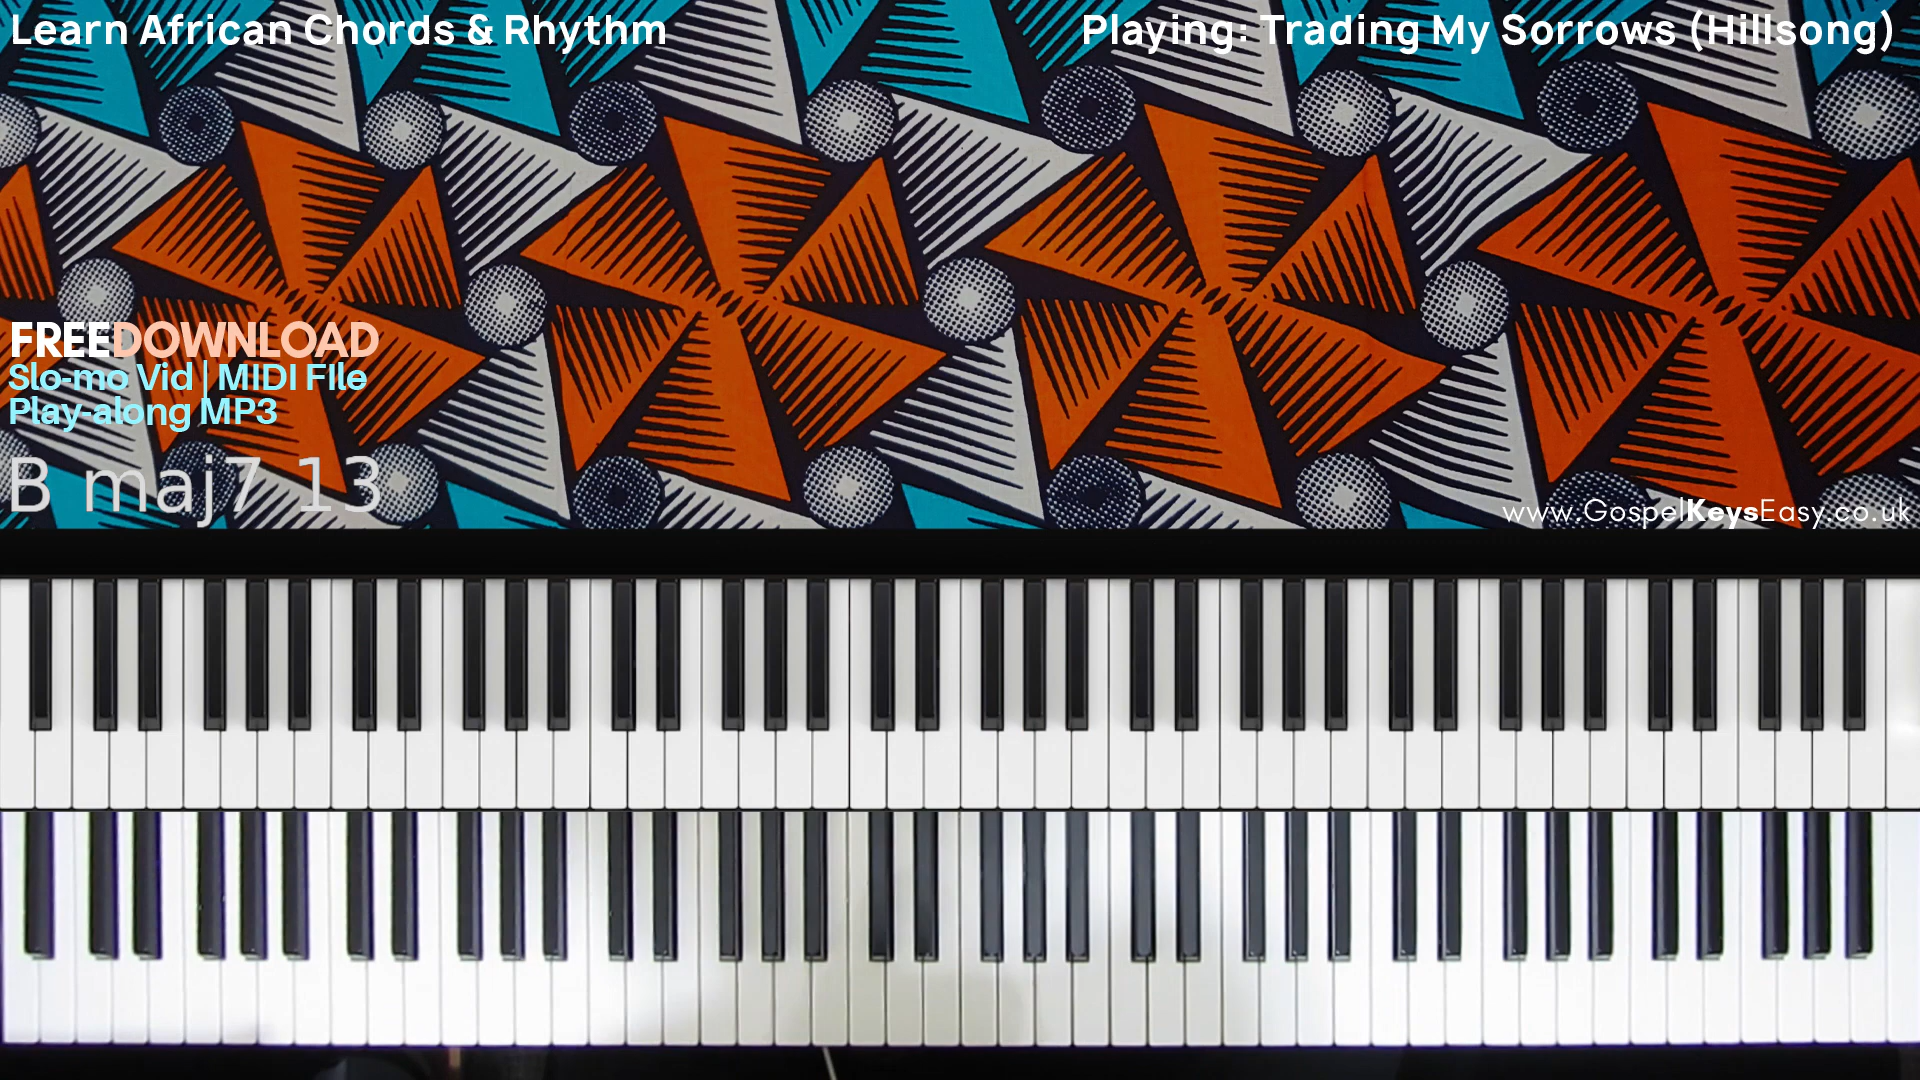 Learn African Chords & Rhythm
Playing: Trading My Sorrows (Hillsong)
FREEDOWNLOAD
Slo-mo Vid | MIDI FIle
Play-along MP3
B maj7 13
www.GospelKeysEasy.co.uk